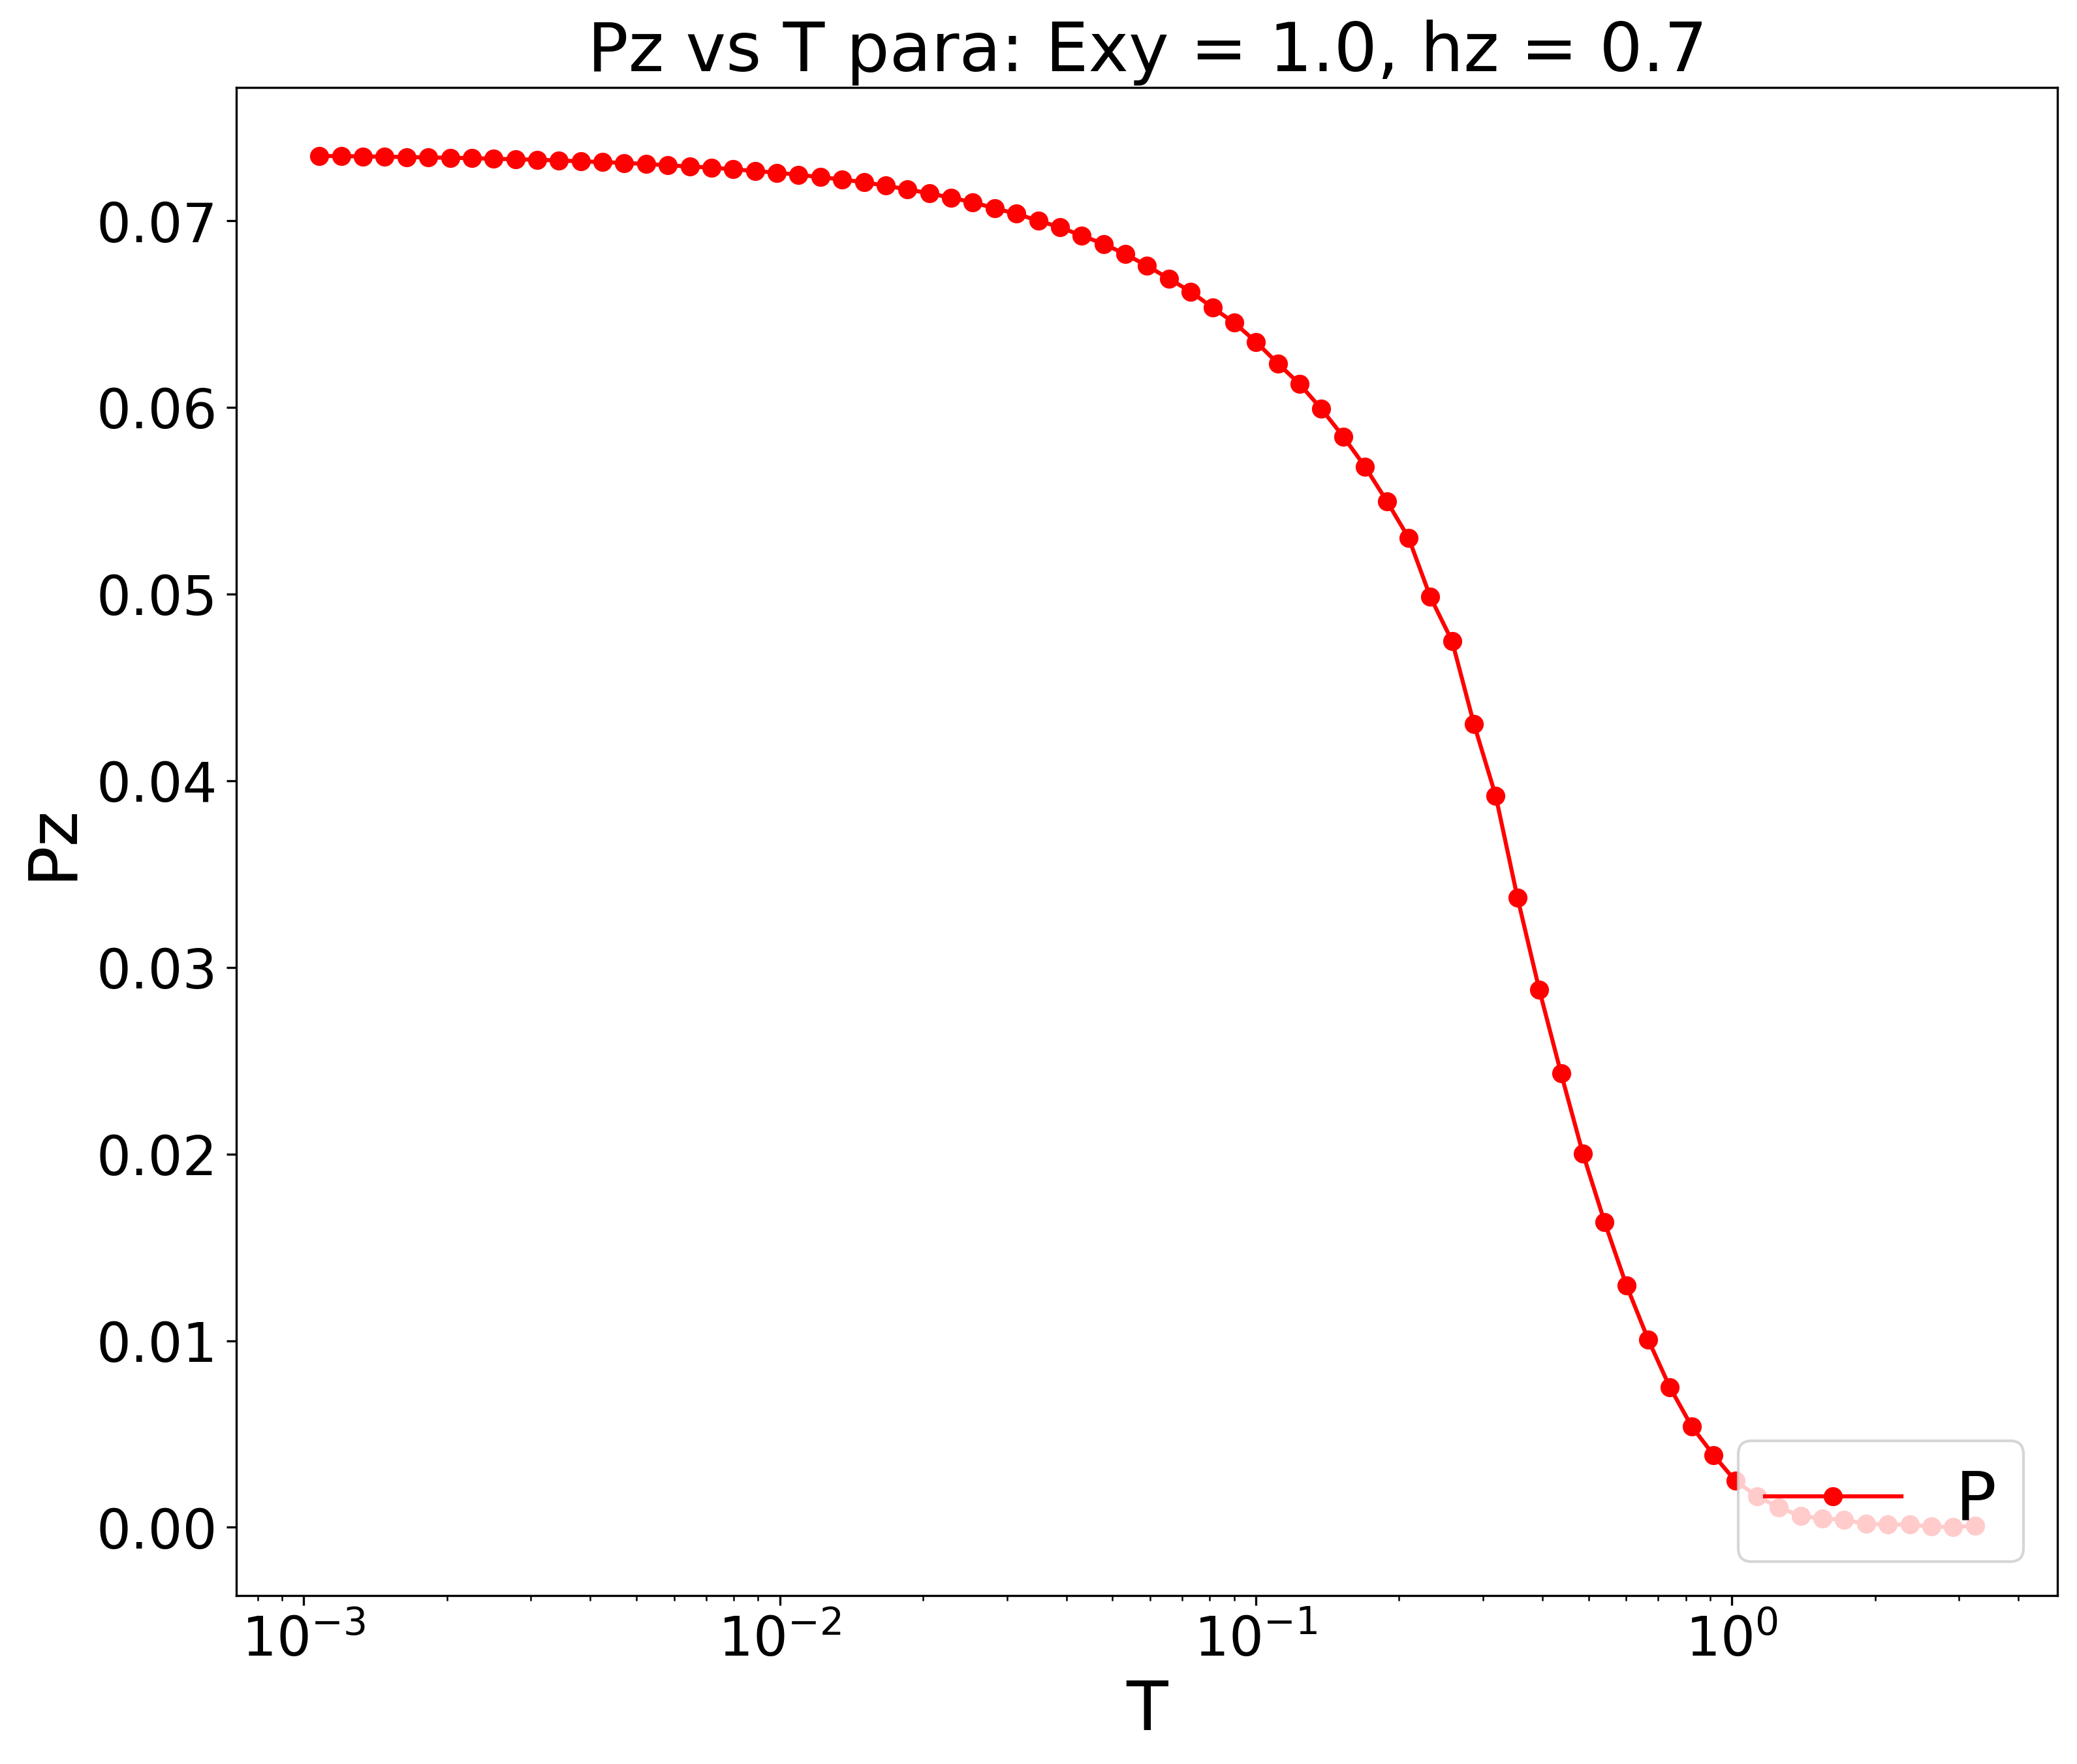 Pz vs T para: Exy = 1.0, hz = 0.7
Pz
0.07
0.06
0.05
0.04
0.03
0.02
0.01
0.00
P
10⁻³ 10⁻² 10⁻¹ 10⁰
T